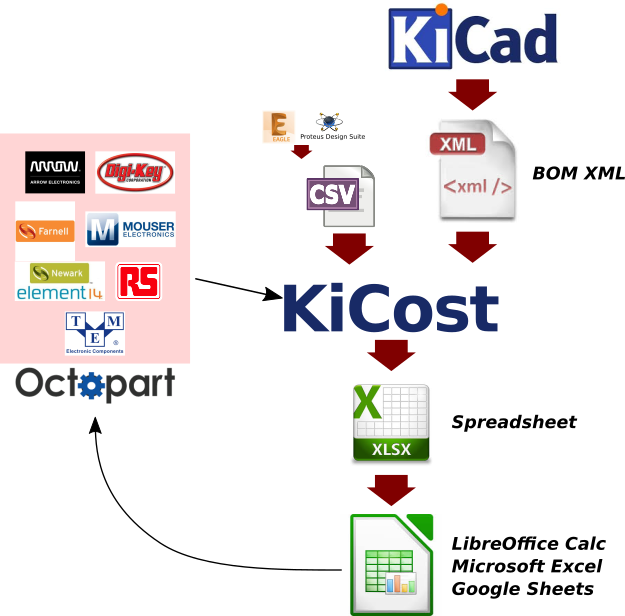 KiCad
EAGLE
Proteus Design Suite
XML
<xml />
BOM XML
CSV
ARROW
ARROW ELECTRONICS
Digi-Key
CORPORATION
Farnell
M MOUSER
ELECTRONICS
Newark
element14
RS
T M
E ®
Electronic Components
Octopart
KiCost
X
XLSX
Spreadsheet
LibreOffice Calc
Microsoft Excel
Google Sheets